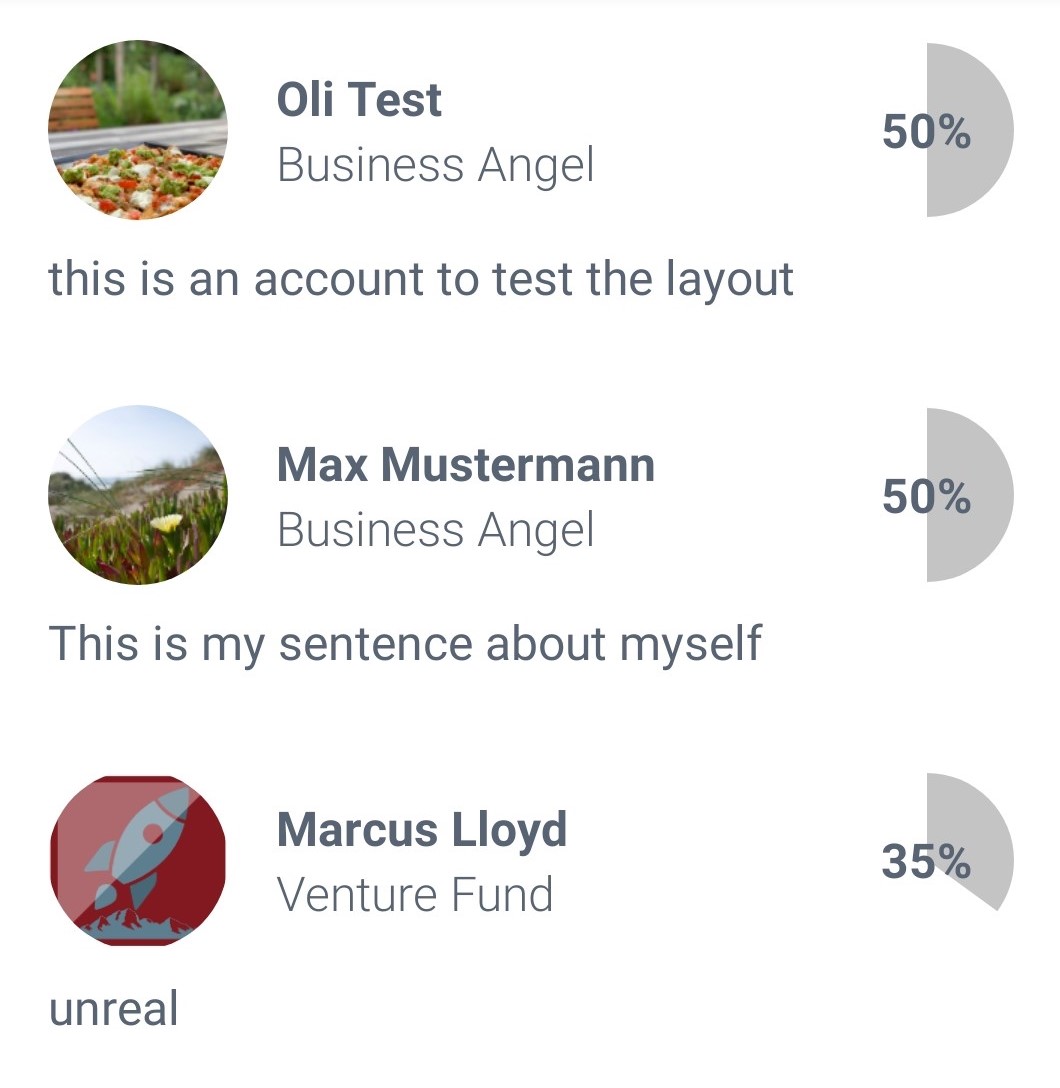 Oli Test
Business Angel
50%
this is an account to test the layout
Max Mustermann
Business Angel
50%
This is my sentence about myself
Marcus Lloyd
Venture Fund
35%
unreal